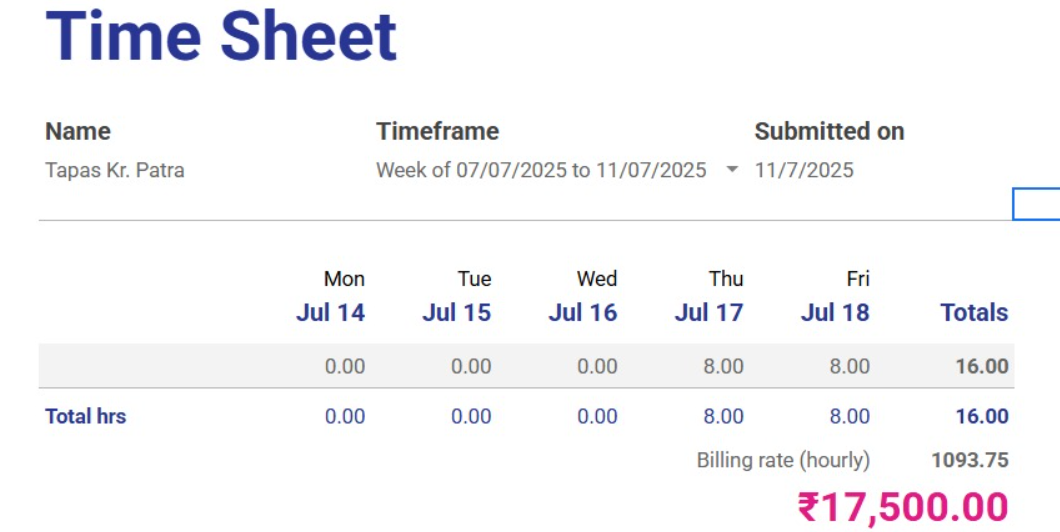 Time Sheet
Name Timeframe Submitted on
Tapas Kr. Patra Week of 07/07/2025 to 11/07/2025 11/7/2025
Mon Tue Wed Thu Fri
Jul 14 Jul 15 Jul 16 Jul 17 Jul 18 Totals
0.00 0.00 0.00 8.00 8.00 16.00
Total hrs 0.00 0.00 0.00 8.00 8.00 16.00
Billing rate (hourly) 1093.75
₹17,500.00